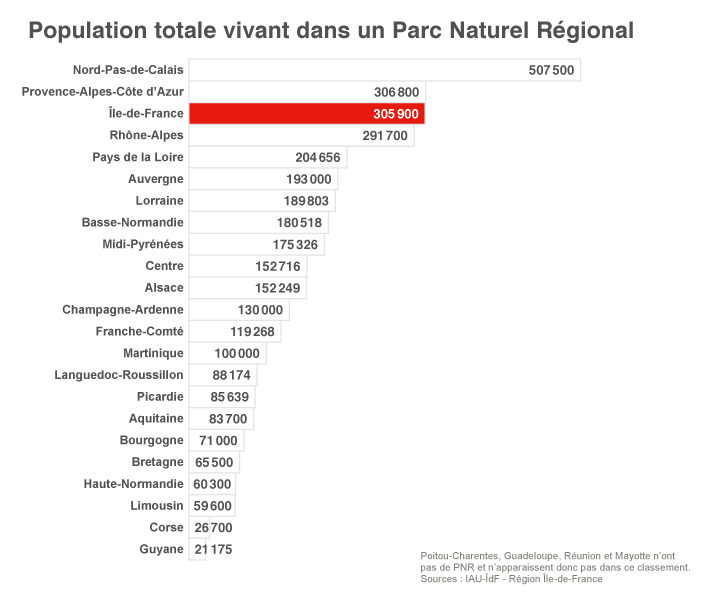 Population totale vivant dans un Parc Naturel Régional
Nord-Pas-de-Calais 507 500
Provence-Alpes-Côte d'Azur 306 800
Île-de-France 305 900
Rhône-Alpes 291 700
Pays de la Loire 204 656
Auvergne 193 000
Lorraine 189 803
Basse-Normandie 180 518
Midi-Pyrénées 175 326
Centre 152 716
Alsace 152 249
Champagne-Ardenne 130 000
Franche-Comté 119 268
Martinique 100 000
Languedoc-Roussillon 88 174
Picardie 85 639
Aquitaine 83 700
Bourgogne 71 000
Bretagne 65 500
Haute-Normandie 60 300
Limousin 59 600
Corse 26 700
Guyane 21 175
Poitou-Charentes, Guadeloupe, Réunion et Mayotte n'ont
pas de PNR et n'apparaissent donc pas dans ce classement.
Sources : IAU-ÎdF - Région Île-de-France